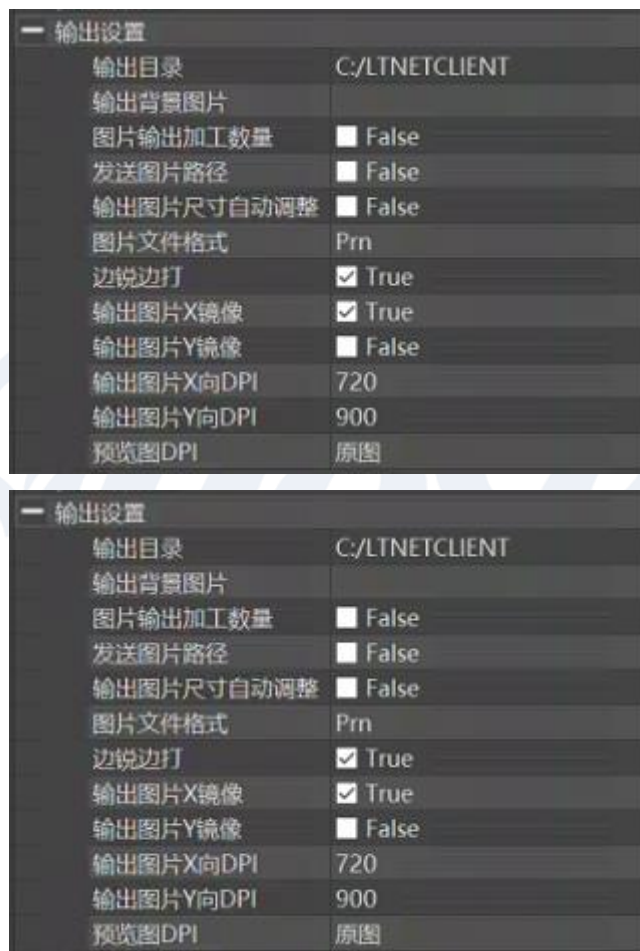 输出设置
输出目录 C:/LTNETCLIENT
输出背景图片
图片输出加工数量 False
发送图片路径 False
输出图片尺寸自动调整 False
图片文件格式 Prn
边锐边打 True
输出图片X镜像 True
输出图片Y镜像 False
输出图片X向DPI 720
输出图片Y向DPI 900
预览图DPI 原图
输出设置
输出目录 C:/LTNETCLIENT
输出背景图片
图片输出加工数量 False
发送图片路径 False
输出图片尺寸自动调整 False
图片文件格式 Prn
边锐边打 True
输出图片X镜像 True
输出图片Y镜像 False
输出图片X向DPI 720
输出图片Y向DPI 900
预览图DPI 原图